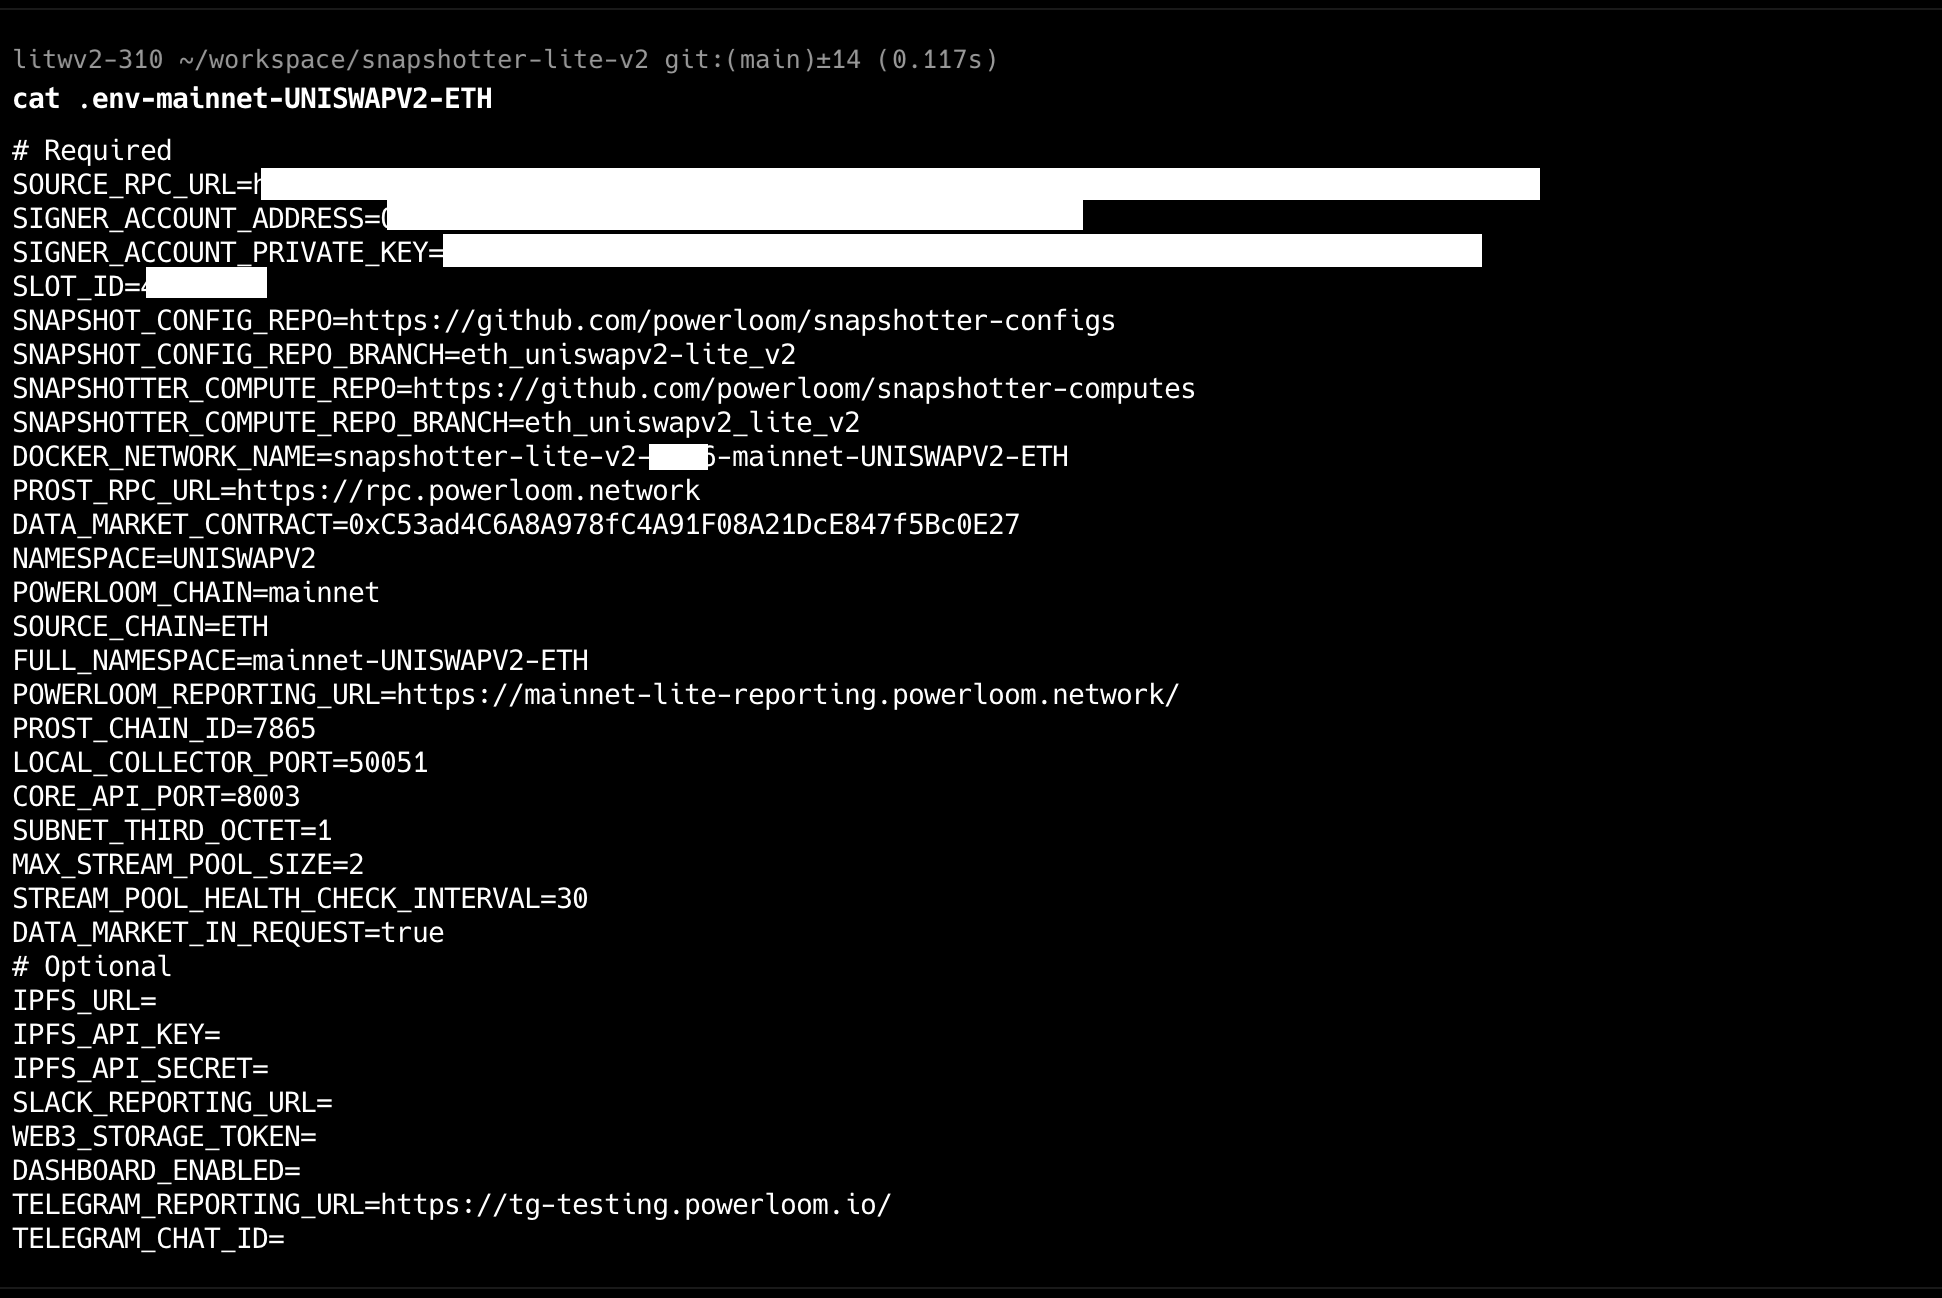 litwv2-310 ~/workspace/snapshotter-lite-v2 git:(main)±14 (0.117s)
cat .env-mainnet-UNISWAPV2-ETH
# Required
SOURCE_RPC_URL=h
SIGNER_ACCOUNT_ADDRESS=0
SIGNER_ACCOUNT_PRIVATE_KEY=
SLOT_ID=4
SNAPSHOT_CONFIG_REPO=https://github.com/powerloom/snapshotter-configs
SNAPSHOT_CONFIG_REPO_BRANCH=eth_uniswapv2-lite_v2
SNAPSHOTTER_COMPUTE_REPO=https://github.com/powerloom/snapshotter-computes
SNAPSHOTTER_COMPUTE_REPO_BRANCH=eth_uniswapv2_lite_v2
DOCKER_NETWORK_NAME=snapshotter-lite-v2-6-mainnet-UNISWAPV2-ETH
PROST_RPC_URL=https://rpc.powerloom.network
DATA_MARKET_CONTRACT=0xC53ad4C6A8A978fC4A91F08A21DcE847f5Bc0E27
NAMESPACE=UNISWAPV2
POWERLOOM_CHAIN=mainnet
SOURCE_CHAIN=ETH
FULL_NAMESPACE=mainnet-UNISWAPV2-ETH
POWERLOOM_REPORTING_URL=https://mainnet-lite-reporting.powerloom.network/
PROST_CHAIN_ID=7865
LOCAL_COLLECTOR_PORT=50051
CORE_API_PORT=8003
SUBNET_THIRD_OCTET=1
MAX_STREAM_POOL_SIZE=2
STREAM_POOL_HEALTH_CHECK_INTERVAL=30
DATA_MARKET_IN_REQUEST=true
# Optional
IPFS_URL=
IPFS_API_KEY=
IPFS_API_SECRET=
SLACK_REPORTING_URL=
WEB3_STORAGE_TOKEN=
DASHBOARD_ENABLED=
TELEGRAM_REPORTING_URL=https://tg-testing.powerloom.io/
TELEGRAM_CHAT_ID=